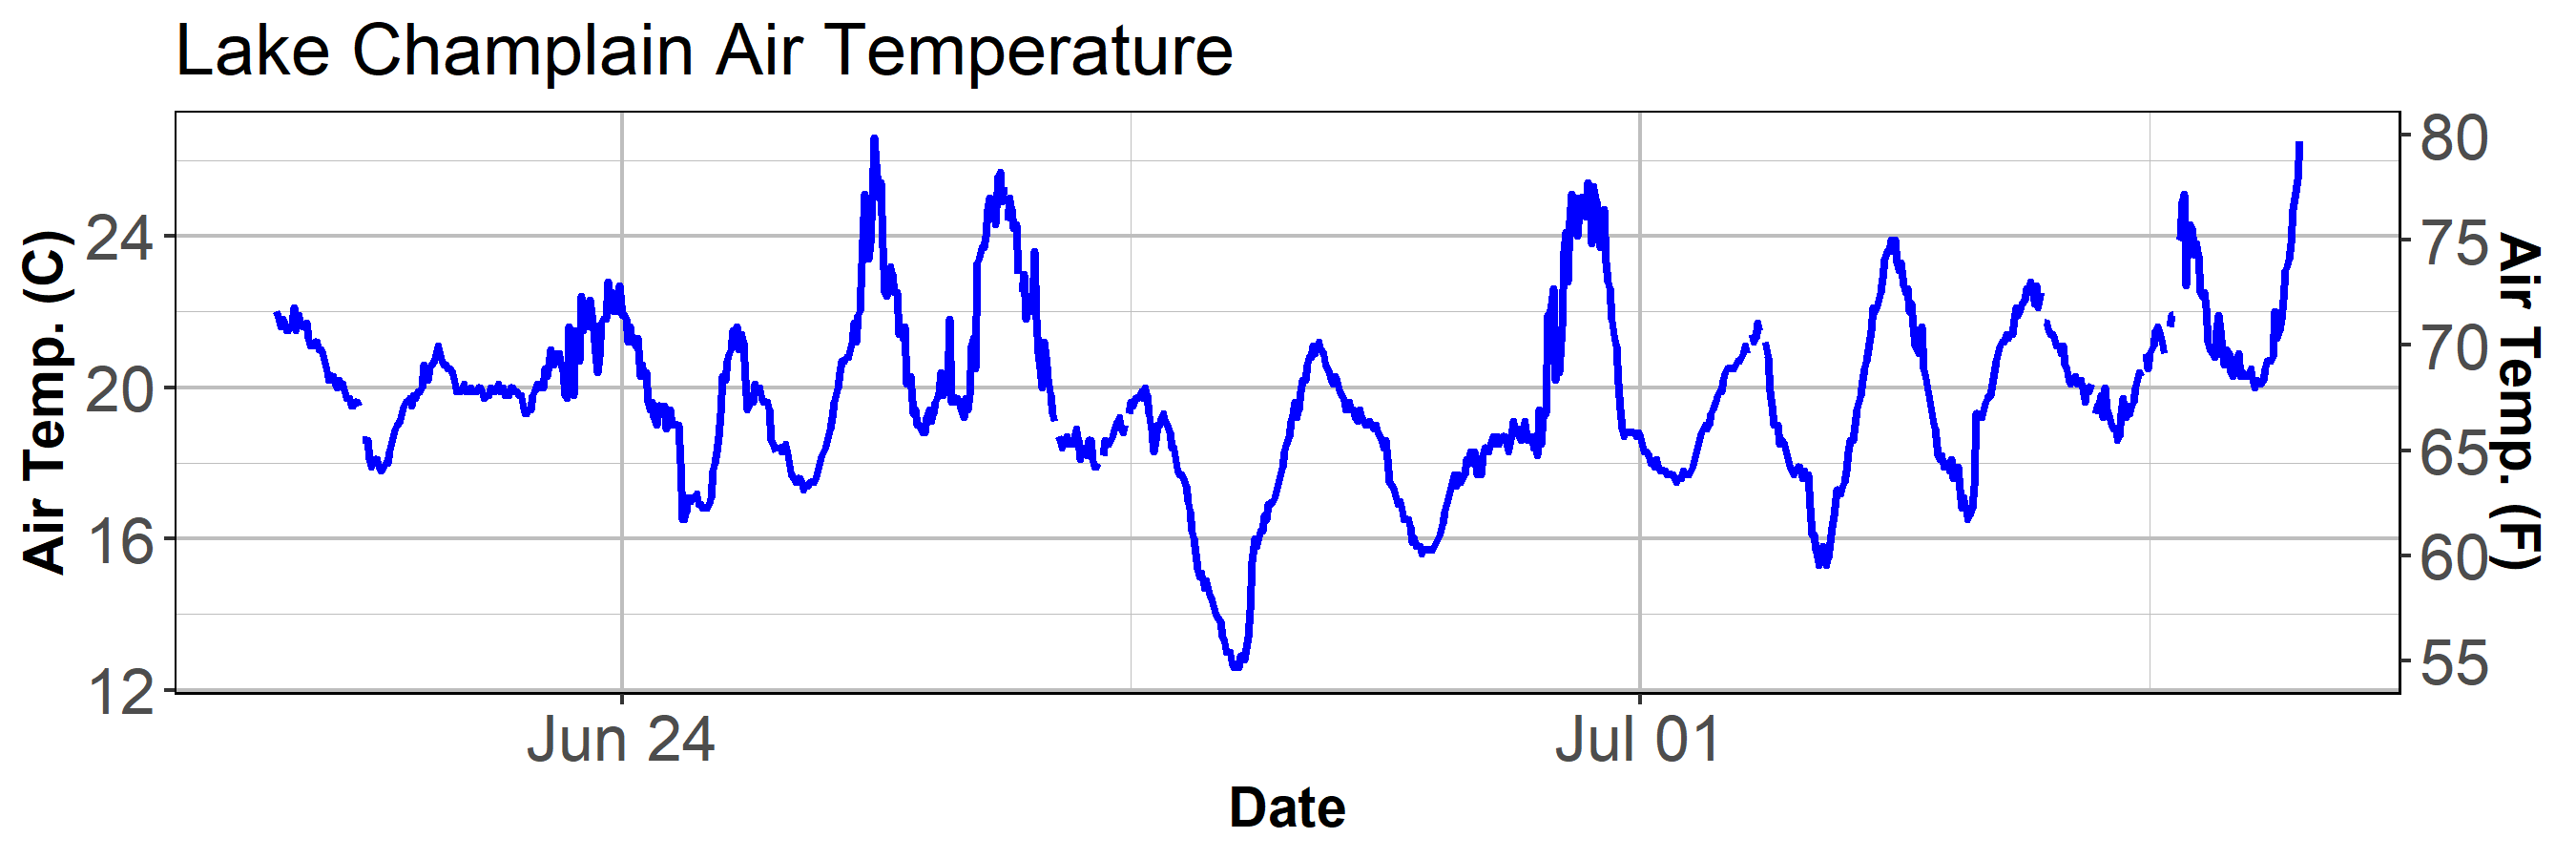 Lake Champlain Air Temperature
Air Temp. (C)
24
20
16
12
80
75
70
65
60
55
Air Temp. (F)
Jun 24
Jul 01
Date